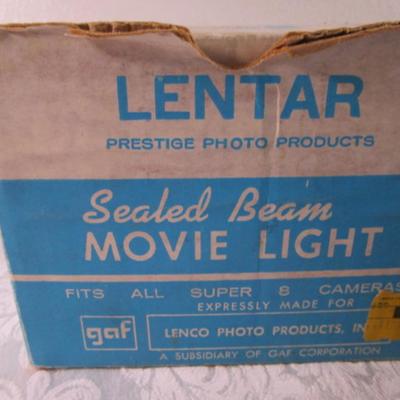 LENTAR
PRESTIGE PHOTO PRODUCTS
Sealed Beam
MOVIE LIGHT
FITS ALL SUPER 8 CAMERAS
EXPRESSLY MADE FOR
gaf LENCO PHOTO PRODUCTS,
A SUBSIDIARY OF GAF CORPORATION